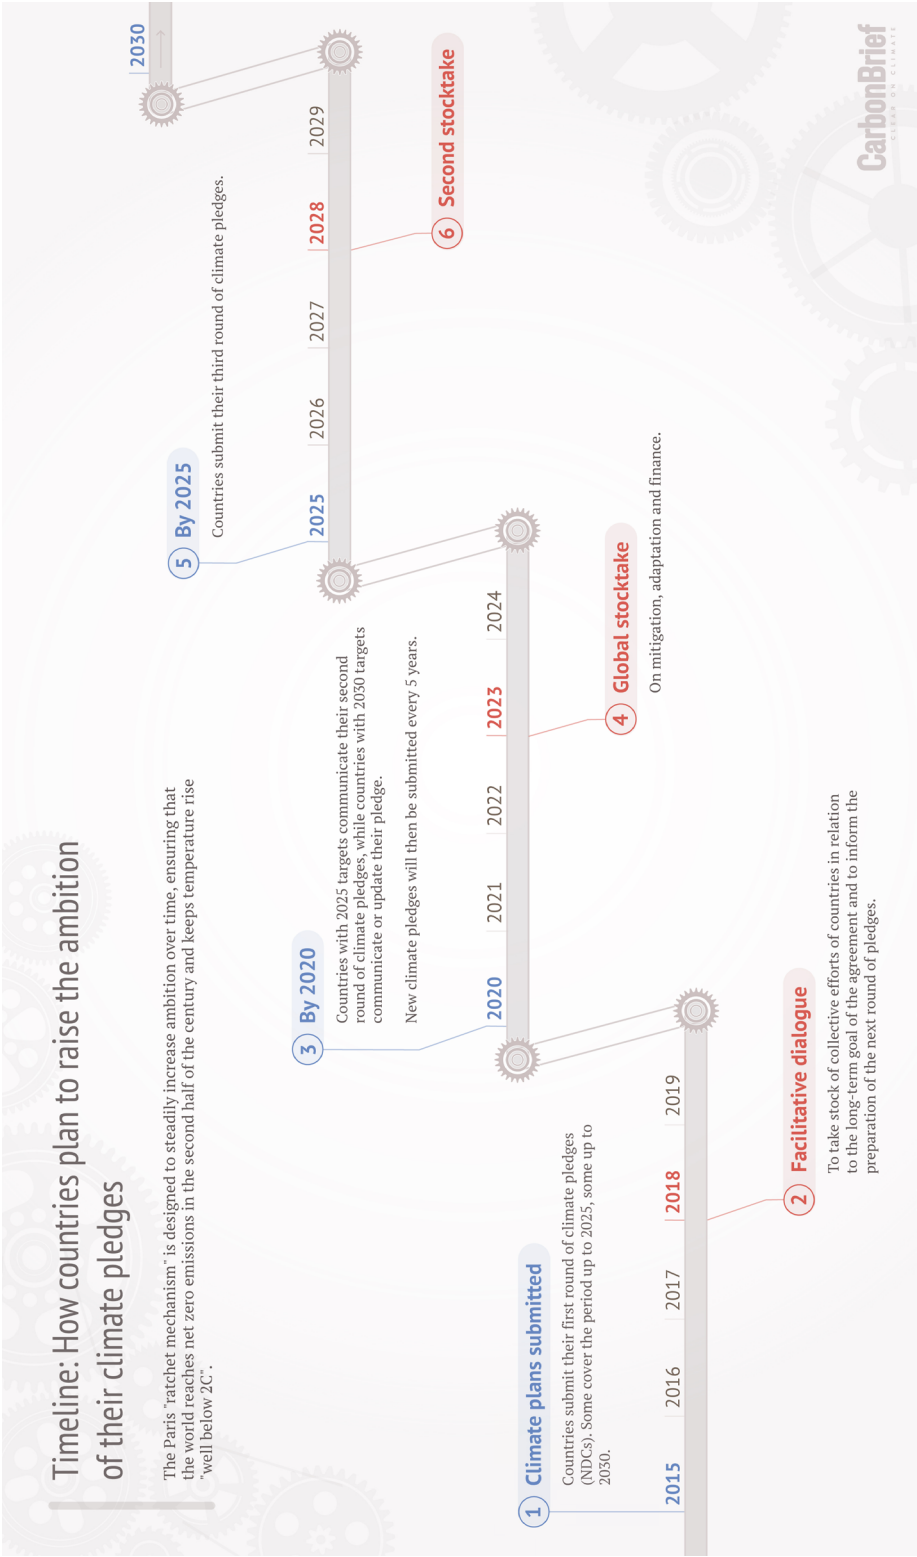 Timeline: How countries plan to raise the ambition
of their climate pledges
The Paris "ratchet mechanism" is designed to steadily increase ambition over time, ensuring that
the world reaches net zero emissions in the second half of the century and keeps temperature rise
"well below 2C".
1 Climate plans submitted
Countries submit their first round of climate pledges
(NDCs). Some cover the period up to 2025, some up to
2030.
2015 2016 2017 2018 2019
2 Facilitative dialogue
To take stock of collective efforts of countries in relation
to the long-term goal of the agreement and to inform the
preparation of the next round of pledges.
3 By 2020
Countries with 2025 targets communicate their second
round of climate pledges, while countries with 2030 targets
communicate or update their pledge.
New climate pledges will then be submitted every 5 years.
2020 2021 2022 2023 2024
4 Global stocktake
On mitigation, adaptation and finance.
5 By 2025
Countries submit their third round of climate pledges.
2025 2026 2027 2028 2029
6 Second stocktake
2030
CarbonBrief
CLEAR ON CLIMATE